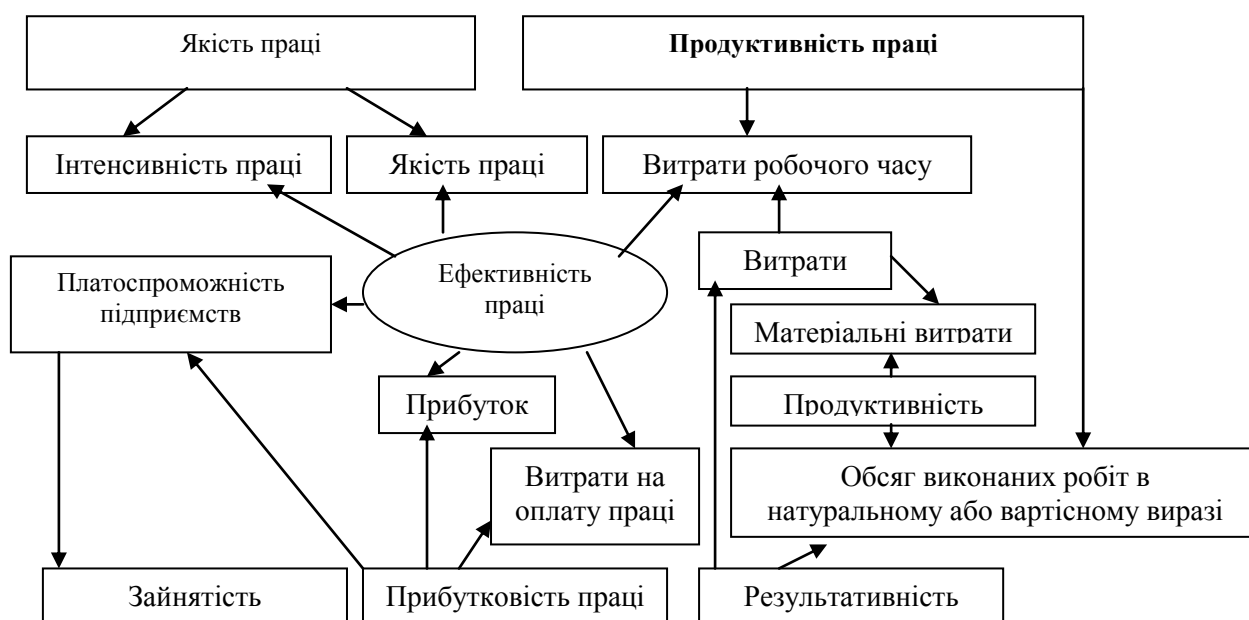 Якість праці
Продуктивність праці
Інтенсивність праці
Якість праці
Витрати робочого часу
Платоспроможність
підприємств
Ефективність
праці
Витрати
Матеріальні витрати
Прибуток
Продуктивність
Витрати на
оплату праці
Обсяг виконаних робіт в
натуральному або вартісному виразі
Зайнятість
Прибутковість праці
Результативність